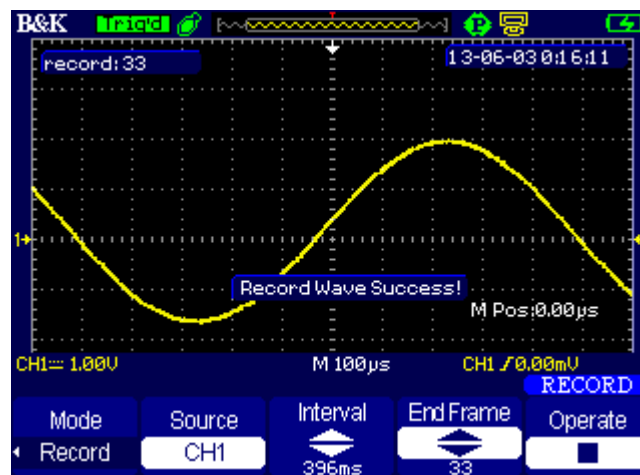 B&K Trig'd P
record:33 13-06-03 0:16:11
1
Record Wave Success!
M Pos:0.00µs
CH1 1.00V M 100µs CH1 0.00mV
RECORD
Mode Source Interval End Frame Operate
Record CH1 396ms 33